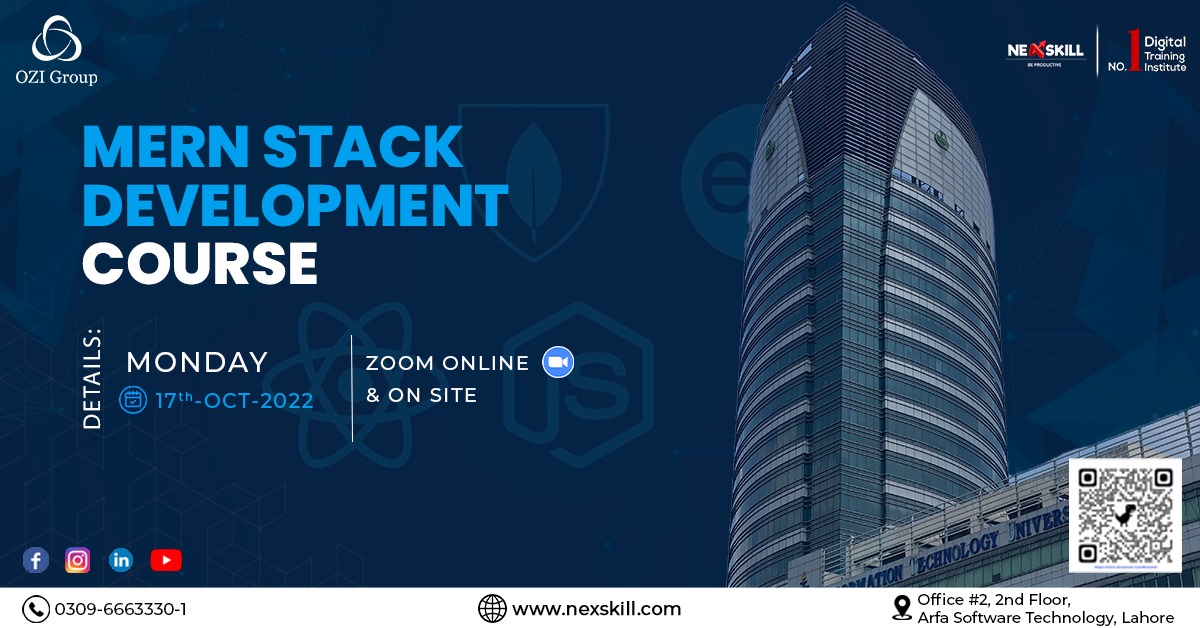 OZI Group
NEXSKILL
BE PRODUCTIVE
NO.1 Digital
Training
Institute
MERN STACK
DEVELOPMENT
COURSE
DETAILS:
MONDAY
17th-OCT-2022
ZOOM ONLINE
& ON SITE
e
JS
TECHNOLOGY UNIVERS
0309-6663330-1
www.nexskill.com
Office #2, 2nd Floor,
Arfa Software Technology, Lahore